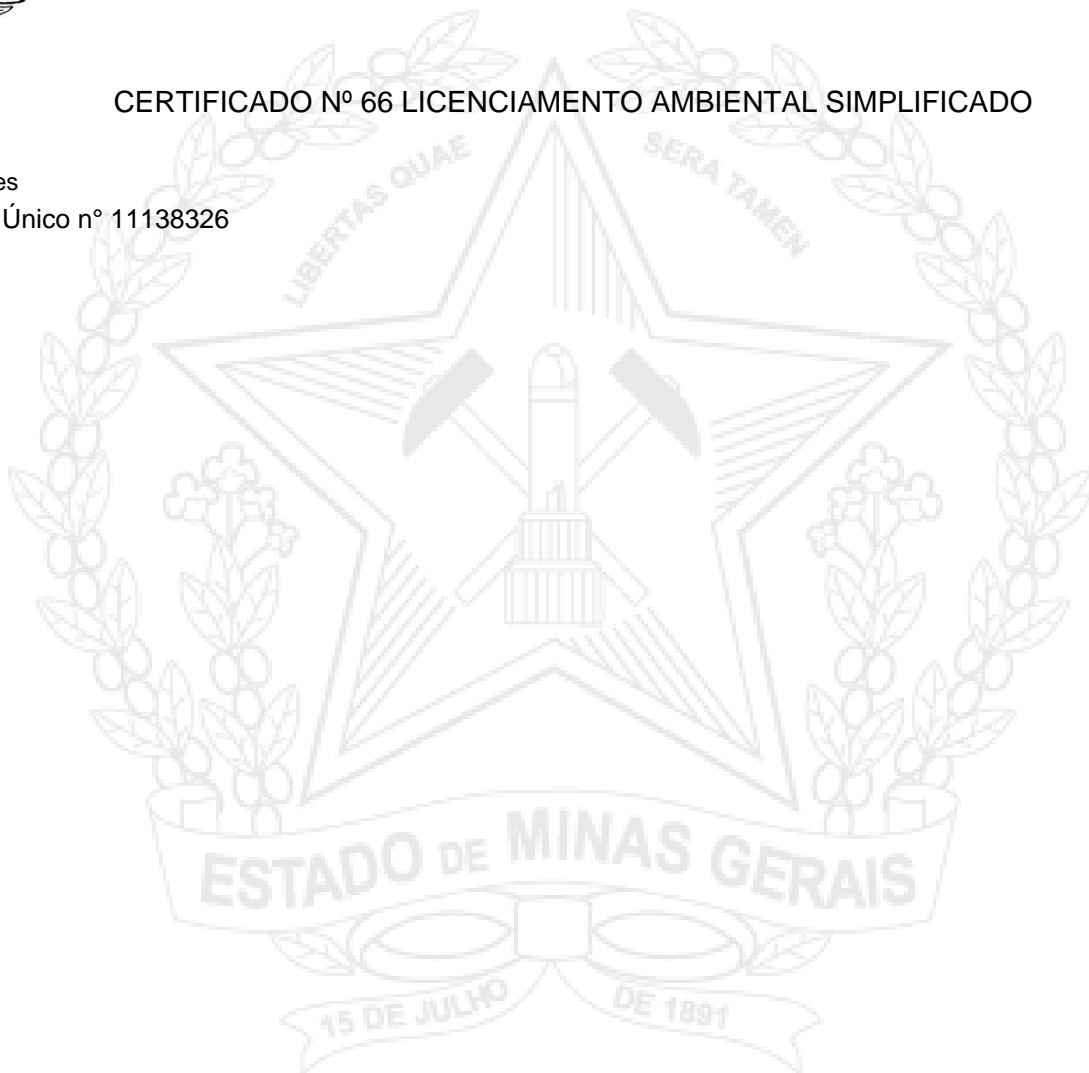 CERTIFICADO Nº 66 LICENCIAMENTO AMBIENTAL SIMPLIFICADO
es
Único n° 11138326
LIBERTAS QUAE SERA TAMEN
ESTADO DE MINAS GERAIS
15 DE JULHO DE 1891